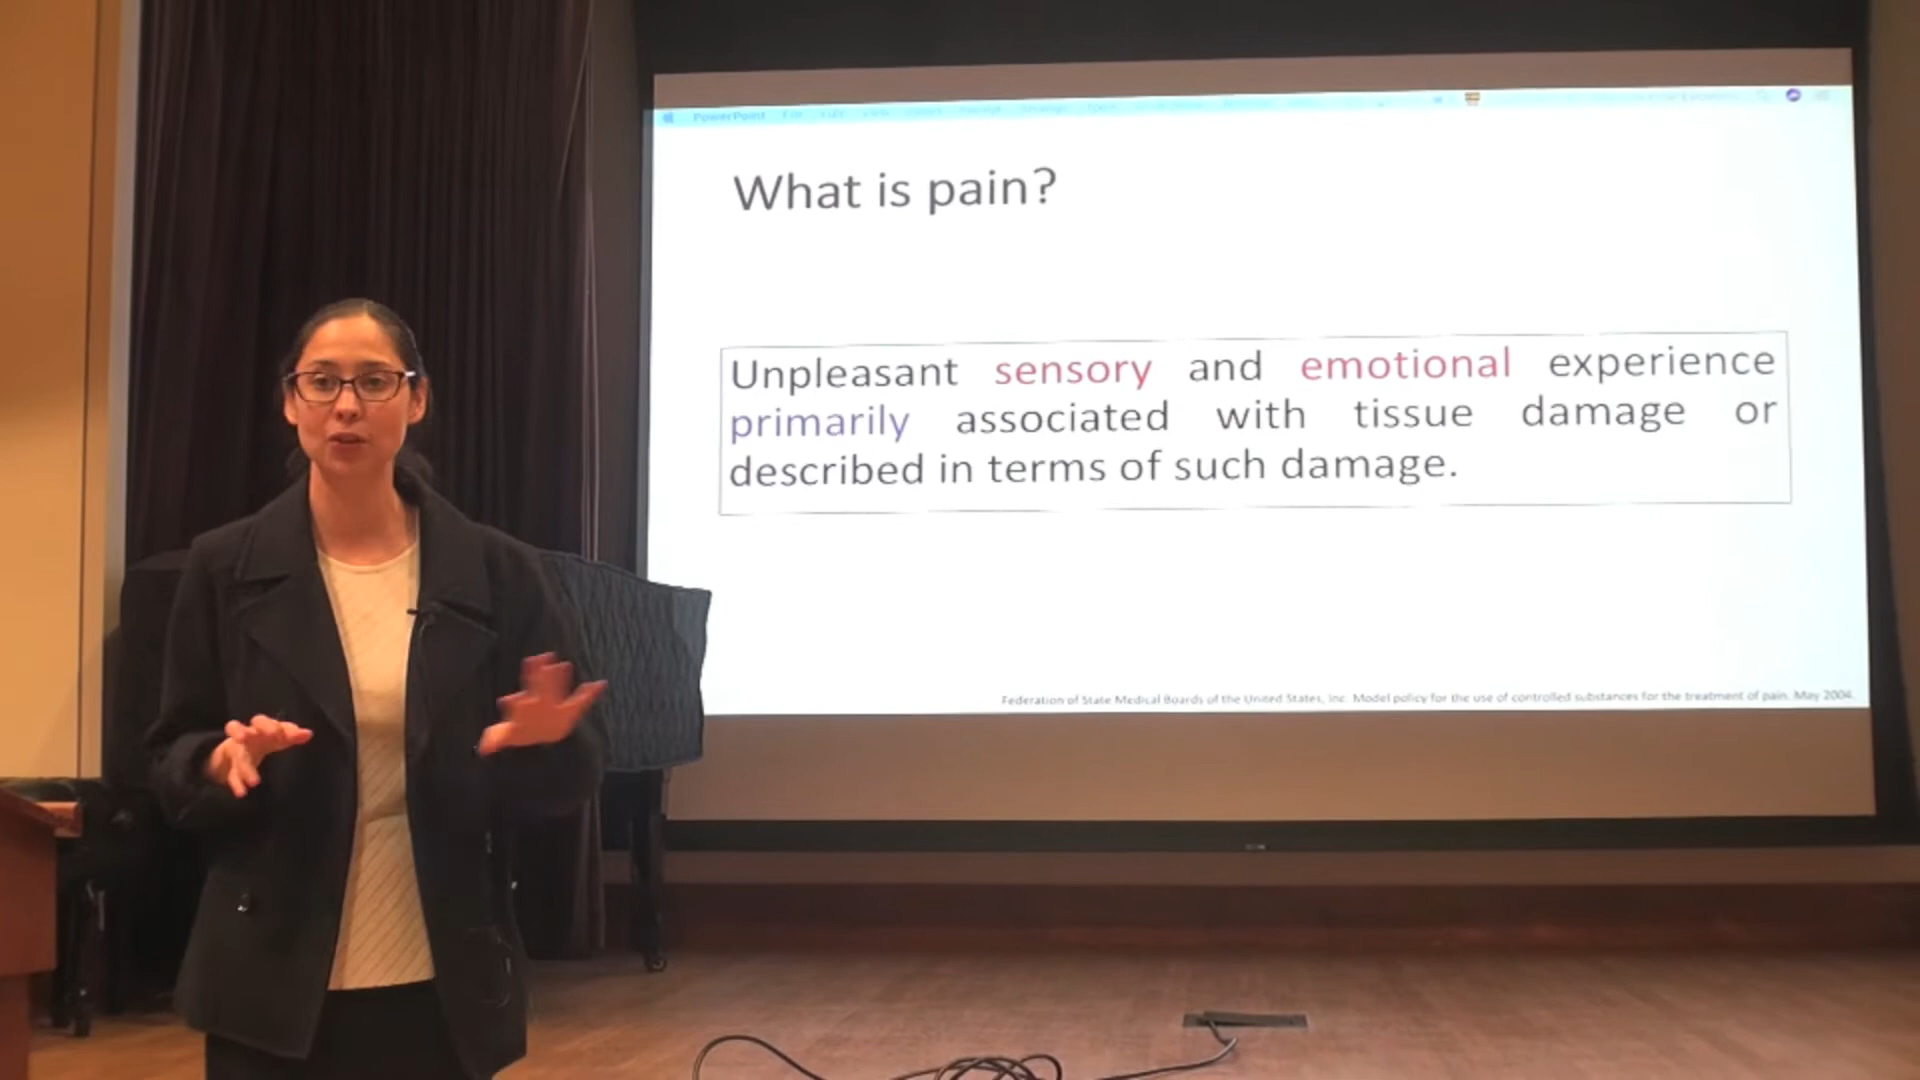 PowerPoint
What is pain?
Unpleasant sensory and emotional experience
primarily associated with tissue damage or
described in terms of such damage.
Federation of State Medical Boards of the United States, Inc. Model policy for the use of controlled substances for the treatment of pain. May 2004.